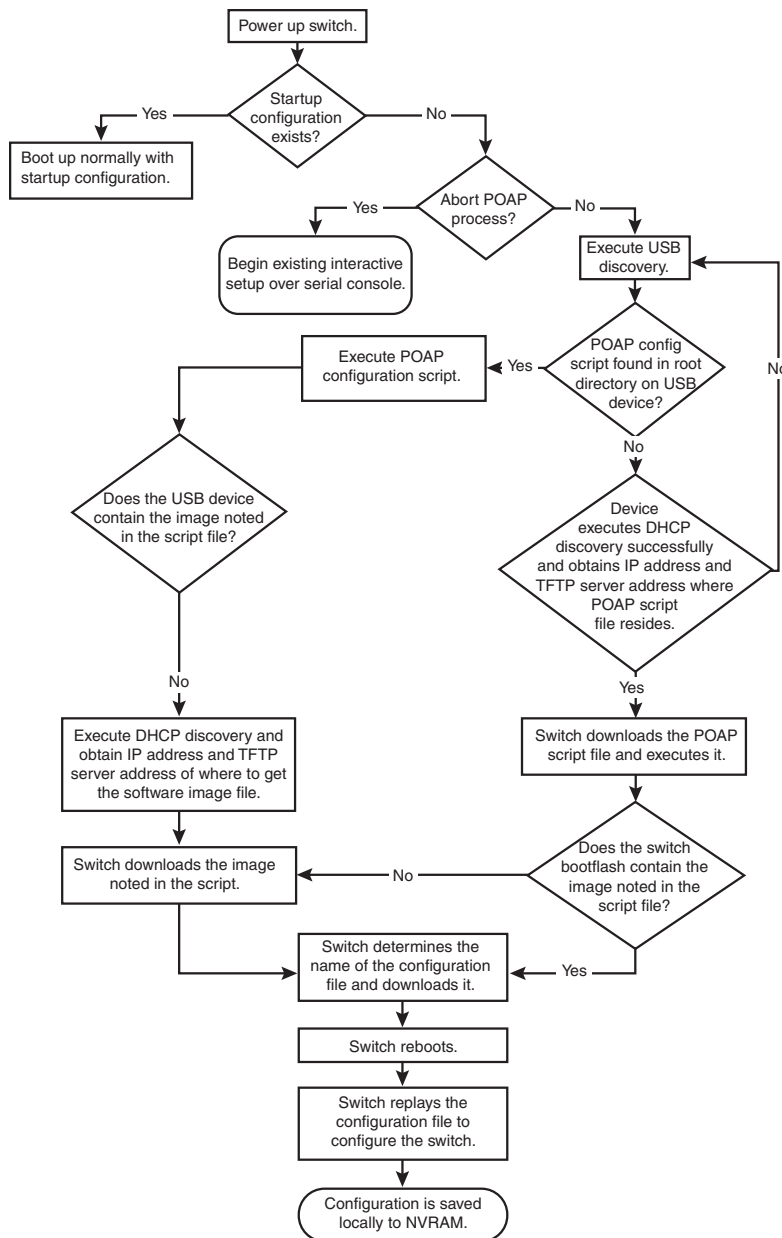 Power up switch.
Startup
configuration
exists?
Yes
No
Boot up normally with
startup configuration.
Abort POAP
process?
Yes
No
Begin existing interactive
setup over serial console.
Execute USB
discovery.
POAP config
script found in root
directory on USB
device?
Yes
No
No
Execute POAP
configuration script.
Does the USB device
contain the image noted
in the script file?
Device
executes DHCP
discovery successfully
and obtains IP address and
TFTP server address where
POAP script
file resides.
No
Yes
Execute DHCP discovery and
obtain IP address and TFTP
server address of where to get
the software image file.
Switch downloads the POAP
script file and executes it.
Switch downloads the image
noted in the script.
No
Does the switch
bootflash contain the
image noted in the
script file?
Yes
Switch determines the
name of the configuration
file and downloads it.
Switch reboots.
Switch replays the
configuration file to
configure the switch.
Configuration is saved
locally to NVRAM.